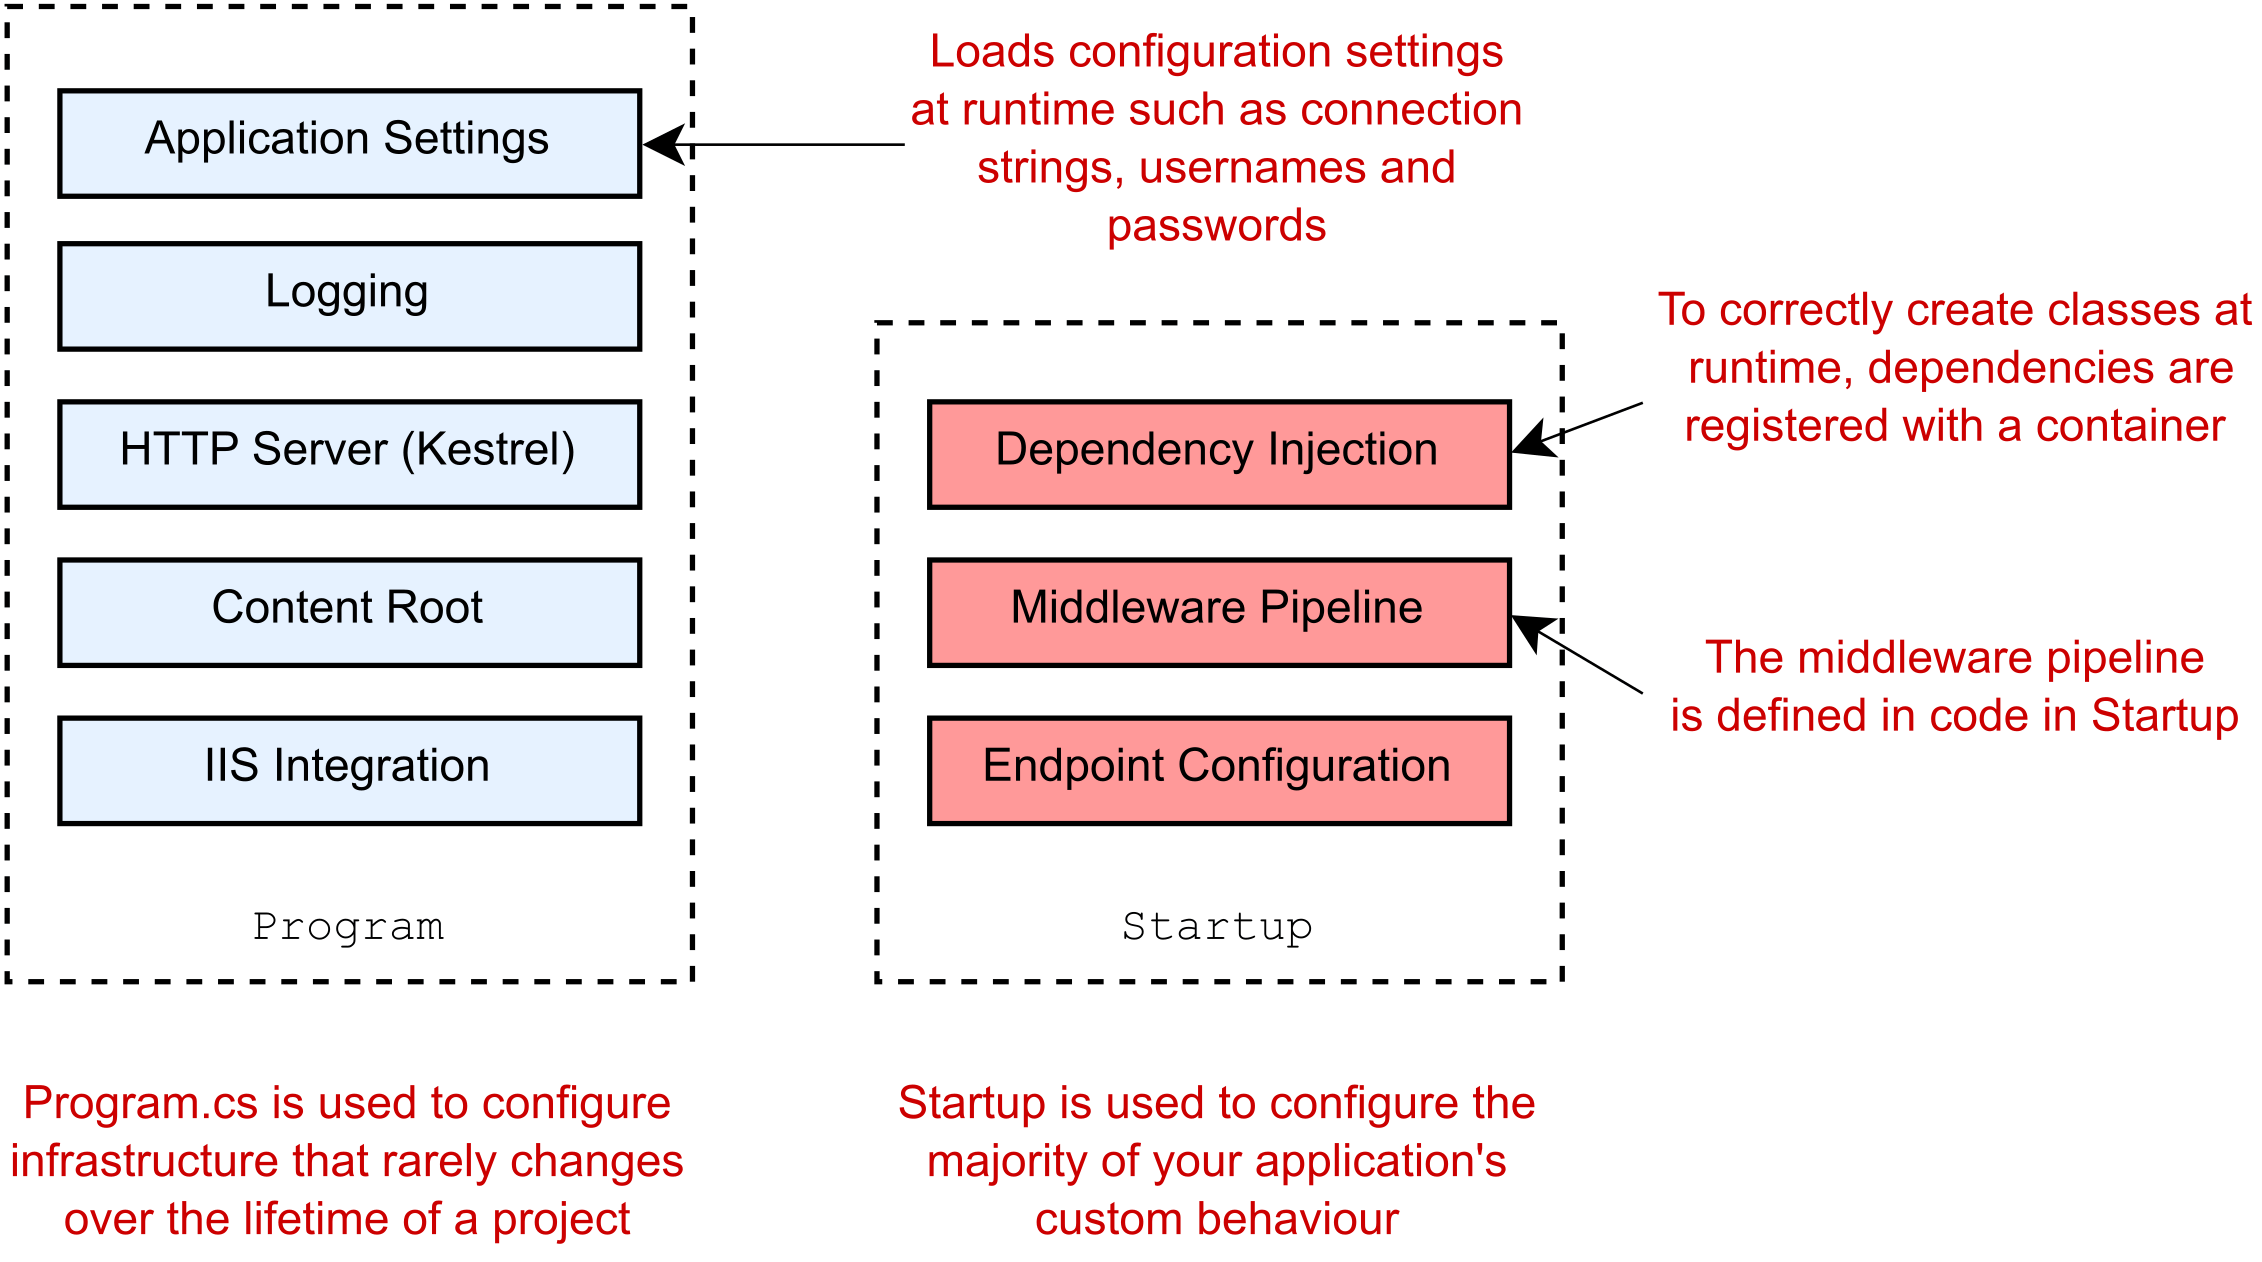 Application Settings
Logging
HTTP Server (Kestrel)
Content Root
IIS Integration
Program
Program.cs is used to configure
infrastructure that rarely changes
over the lifetime of a project
Loads configuration settings
at runtime such as connection
strings, usernames and
passwords
Dependency Injection
Middleware Pipeline
Endpoint Configuration
Startup
Startup is used to configure the
majority of your application's
custom behaviour
To correctly create classes at
runtime, dependencies are
registered with a container
The middleware pipeline
is defined in code in Startup